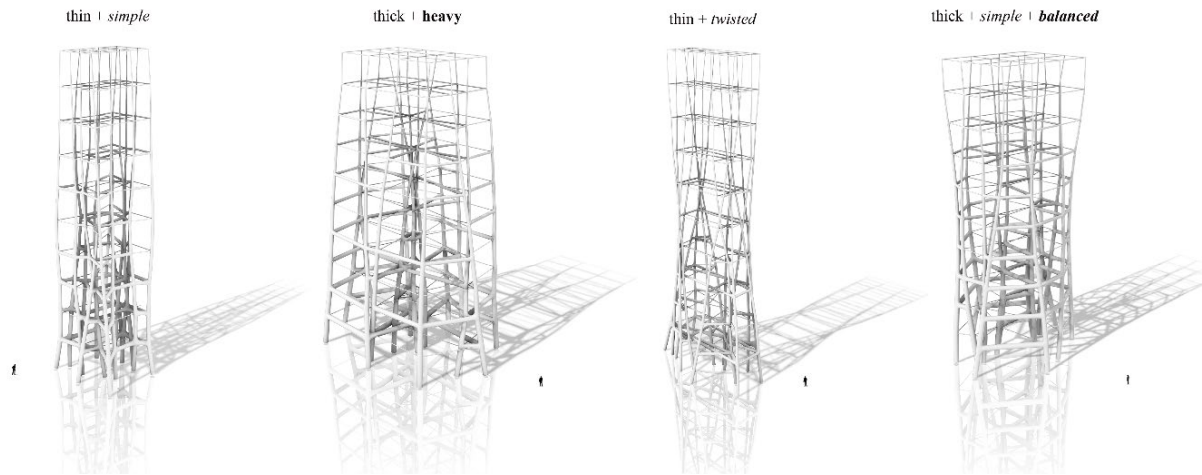 thin + simple
thick + heavy
thin + twisted
thick + simple + balanced